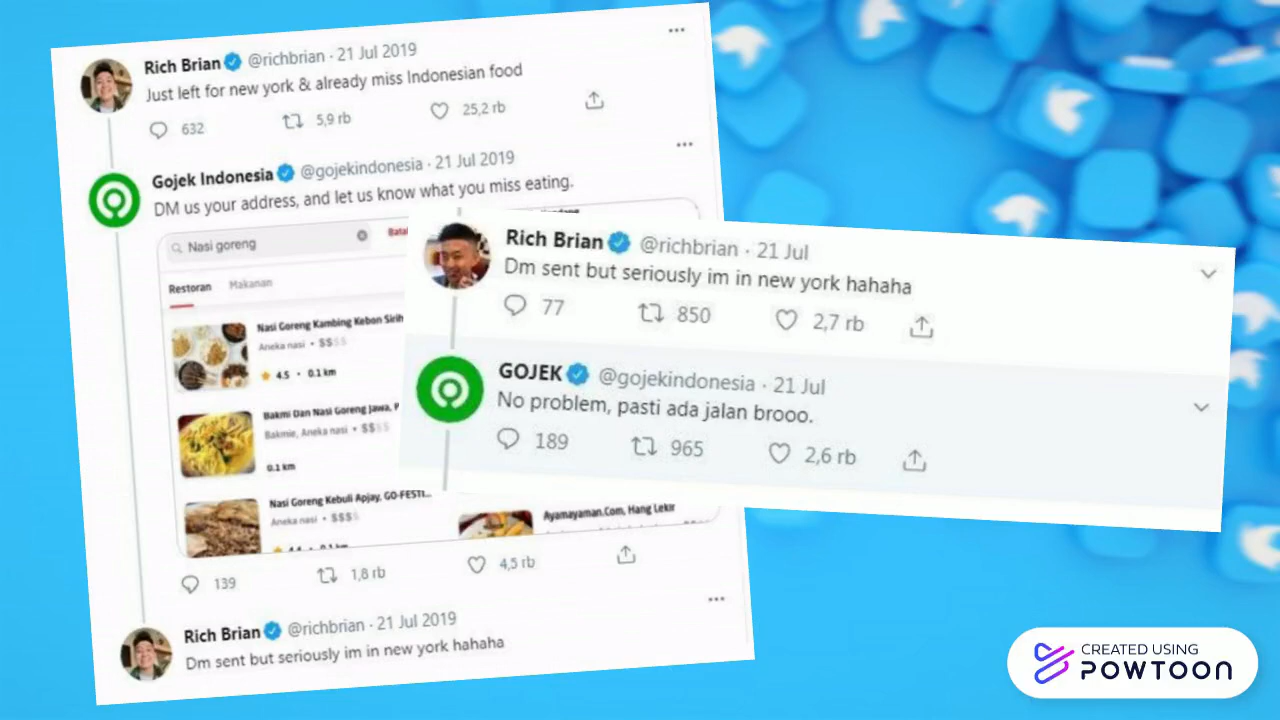 Rich Brian @richbrian · 21 Jul 2019
Just left for new york & already miss Indonesian food
632 5,9 rb 25,2 rb
Gojek Indonesia @gojekindonesia · 21 Jul 2019
DM us your address, and let us know what you miss eating.
Nasi goreng
Restoran Makanan
Nasi Goreng Kambing Kebon Sirih
Aneka nasi • $$$$
4.5 • 0.1 km
Bakmi Dan Nasi Goreng Jawa,
Bakmie, Aneka nasi • $$$$
0.1 km
Nasi Goreng Kebuli Apjay, GO-FESTI...
Aneka nasi • $$$$
Ayamayaman.Com, Hang Lekir
139 1,8 rb 4,5 rb
Rich Brian @richbrian · 21 Jul 2019
Dm sent but seriously im in new york hahaha
Rich Brian @richbrian · 21 Jul
Dm sent but seriously im in new york hahaha
77 850 2,7 rb
GOJEK @gojekindonesia · 21 Jul
No problem, pasti ada jalan brooo.
189 965 2,6 rb
CREATED USING
POWTOON